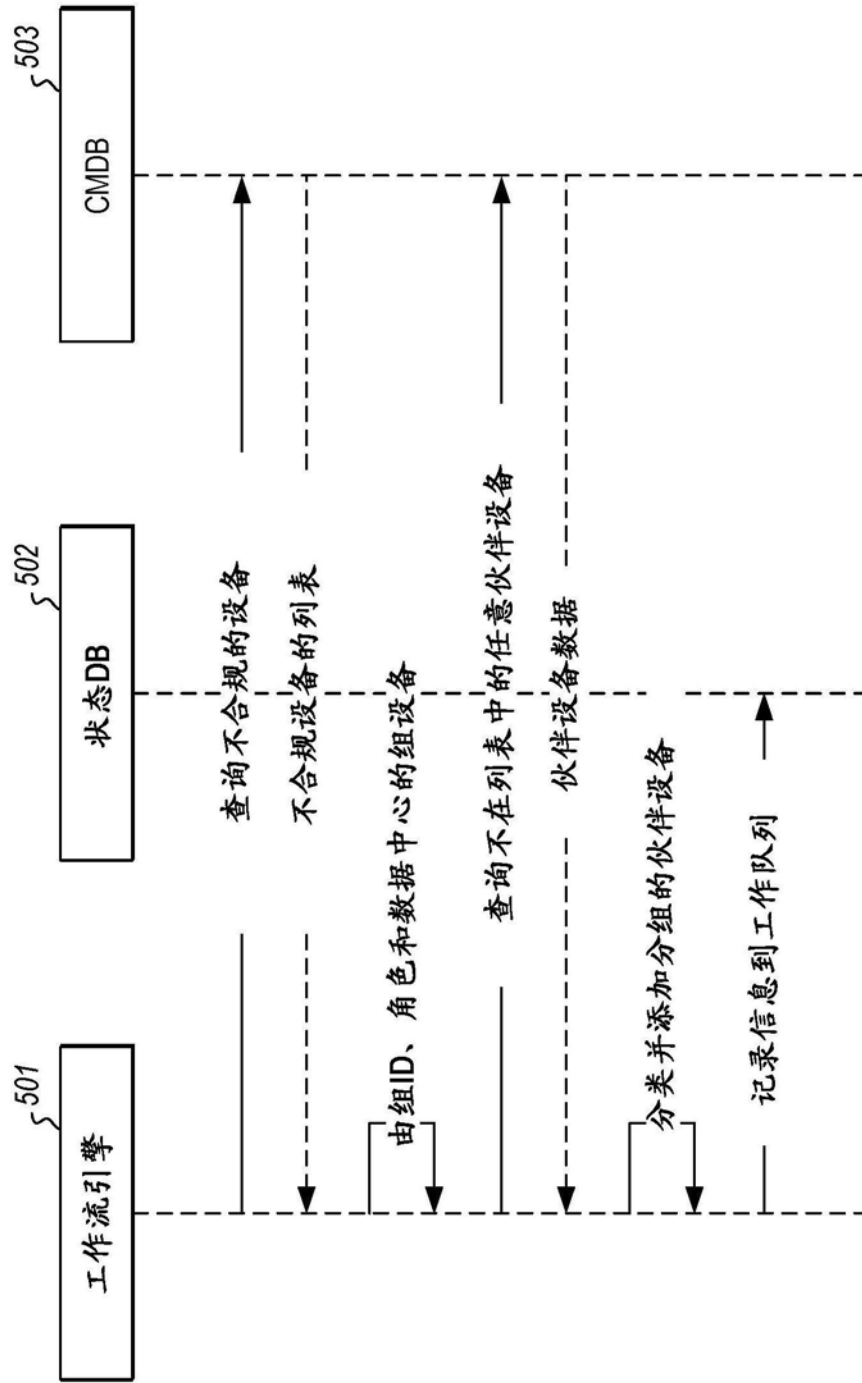 501
工作流引擎
502
状态DB
503
CMDB
查询不合规的设备
不合规设备的列表
由组ID、角色和数据中心的组设备
查询不在列表中的任意伙伴设备
伙伴设备数据
分类并添加分组的伙伴设备
记录信息到工作队列